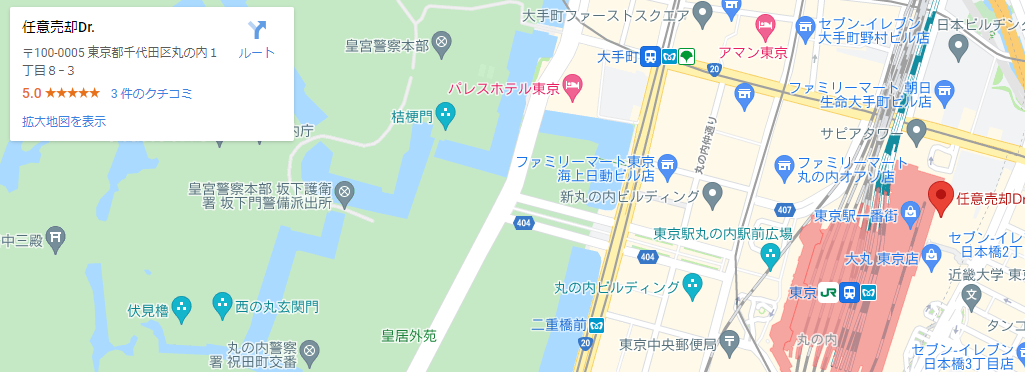 任意売却Dr.
〒100-0005 東京都千代田区丸の内１
丁目８−３
ルート
5.0
3 件のクチコミ
拡大地図を表示
大手町ファーストスクエア
皇宮警察本部
大手町
アマン東京
セブン-イレブン
大手町野村ビル店
日本ビルヂング
20
パレスホテル東京
ファミリーマート 朝日
生命大手町ビル店
桔梗門
内庁
サピアタワー
丸の内仲通り
ファミリーマート東京
海上日動ビル店
ファミリーマート
丸の内オアゾ店
皇宮警察本部 坂下護衛
署 坂下門警備派出所
新丸の内ビルディング
407
任意売却Dr
東京駅一番街
404
中三殿
東京駅丸の内駅前広場
セブン-イレ
日本橋2丁
404
大丸 東京店
近畿大学 東
丸の内ビルディング
東京
JR
伏見櫓
西の丸玄関門
二重橋前
タンコ
皇居外苑
20
東京中央郵便局
丸の内
丸の内警察
署 祝田町交番
セブン-イレブン
日本橋3丁目店